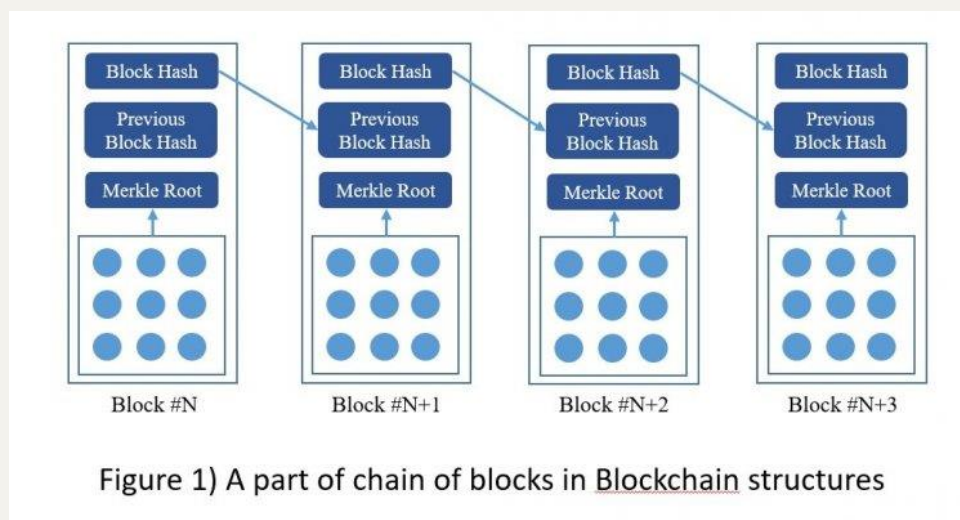 Block Hash
Previous
Block Hash
Merkle Root
Block #N
Block Hash
Previous
Block Hash
Merkle Root
Block #N+1
Block Hash
Previous
Block Hash
Merkle Root
Block #N+2
Block Hash
Previous
Block Hash
Merkle Root
Block #N+3
Figure 1) A part of chain of blocks in Blockchain structures